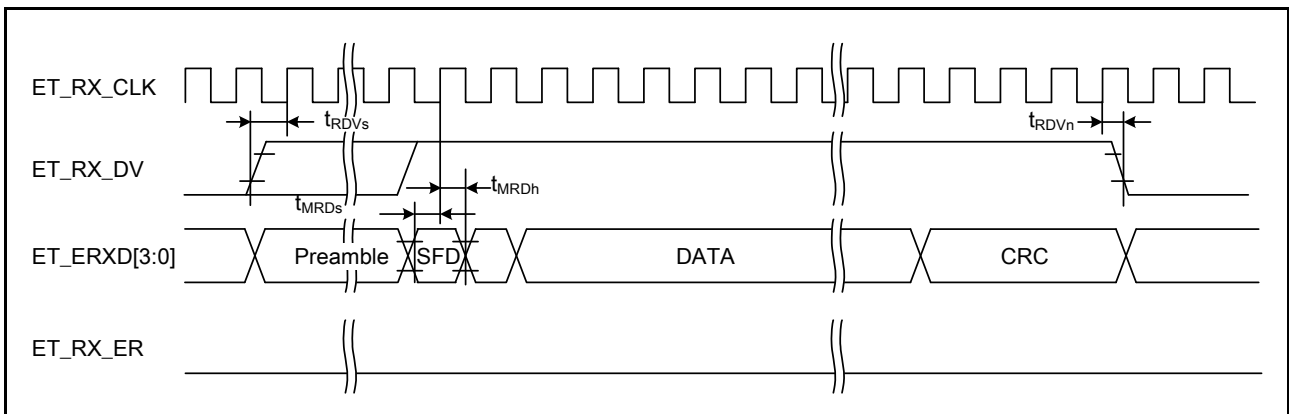 ET_RX_CLK
tRDVs
tRDVn
ET_RX_DV
tMRDh
tMRDs
ET_ERXD[3:0] Preamble SFD DATA CRC
ET_RX_ER